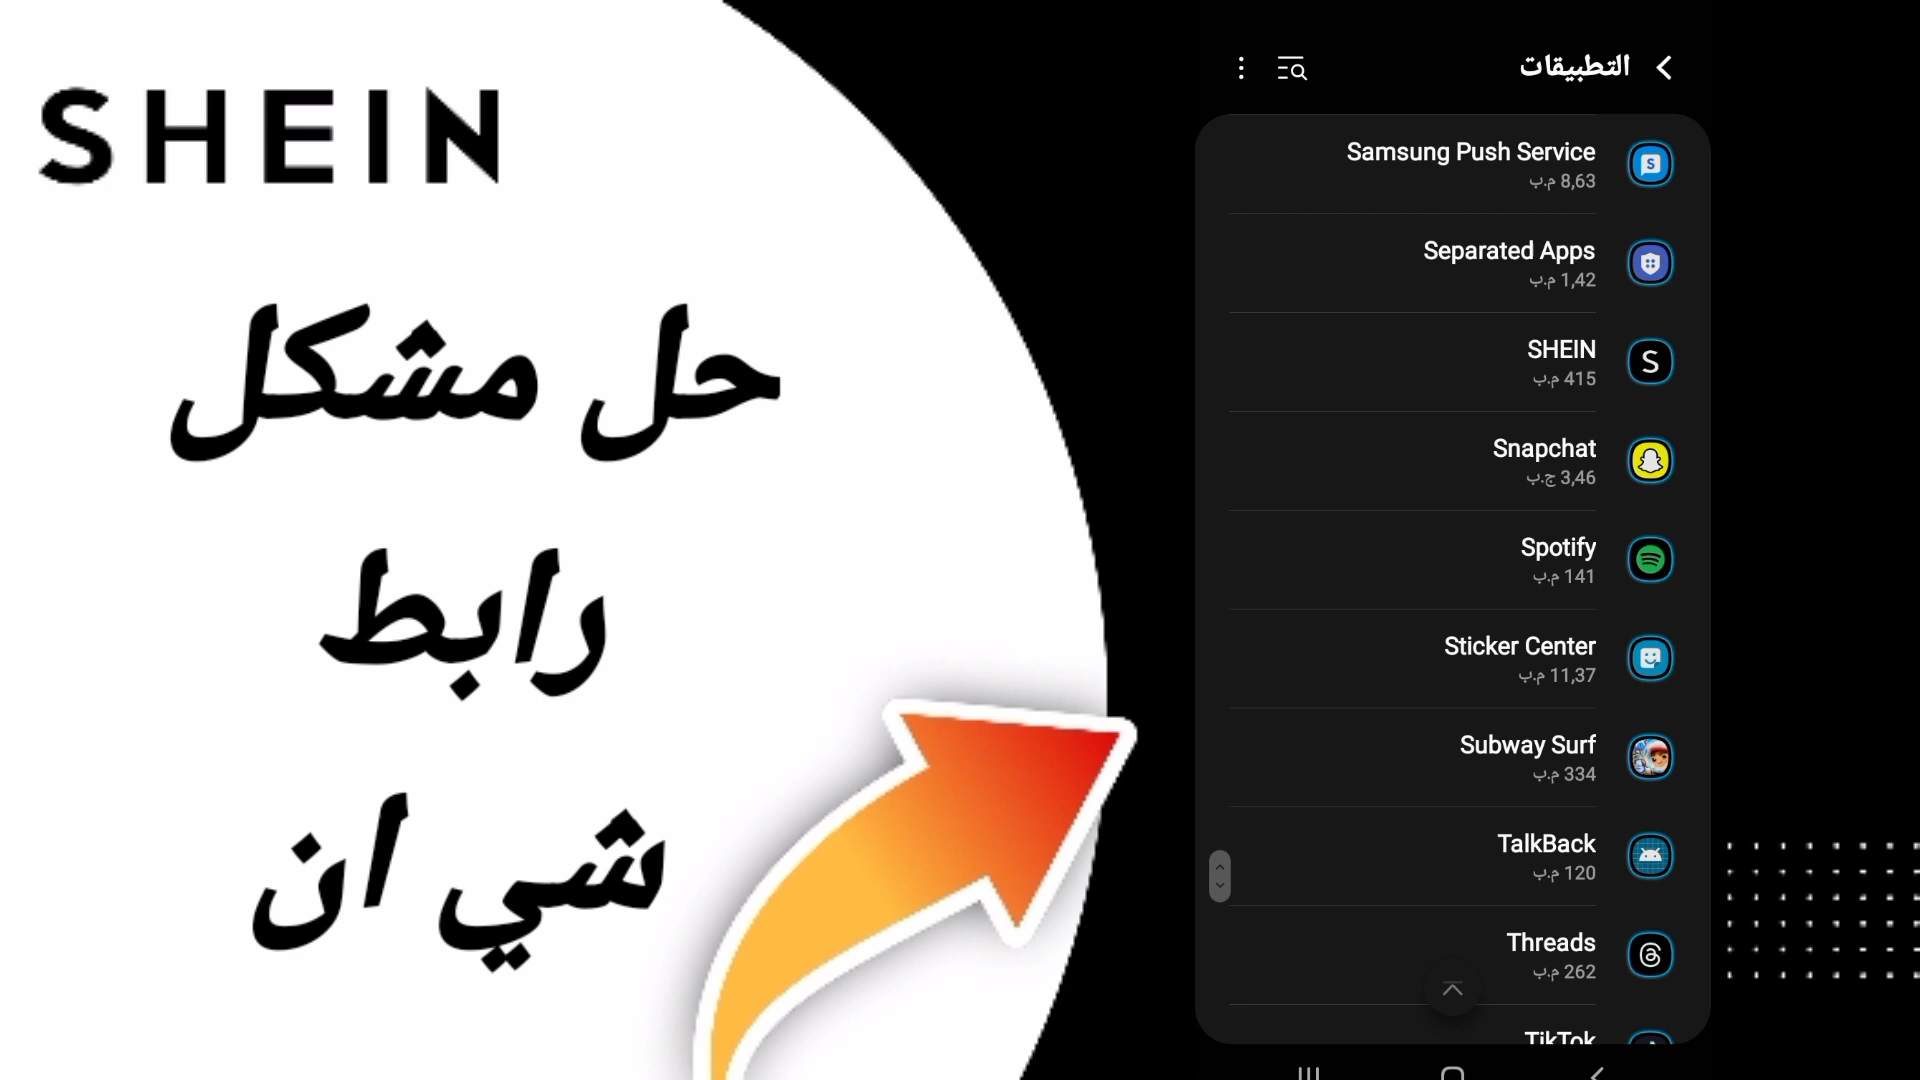 SHEIN
حل مشكل
رابط
شي ان
التطبيقات
Samsung Push Service
8,63 م.ب
Separated Apps
1,42 م.ب
SHEIN
415 م.ب
Snapchat
3,46 ج.ب
Spotify
141 م.ب
Sticker Center
11,37 م.ب
Subway Surf
334 م.ب
TalkBack
120 م.ب
Threads
262 م.ب
TikTok